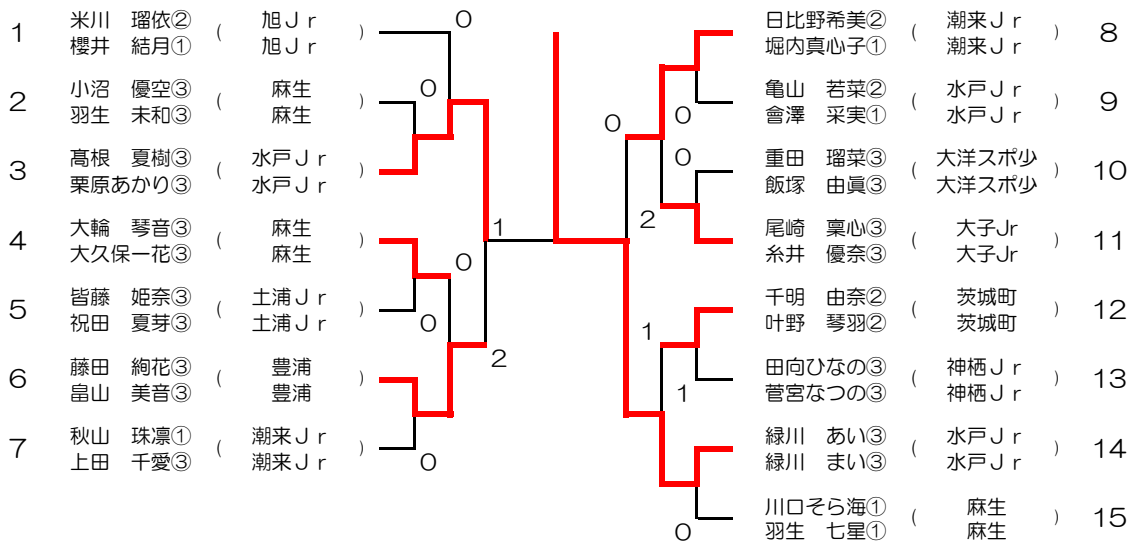 1 米川 瑠依② ( 旭Jr )
櫻井 結月① 旭Jr
0
2 小沼 優空③ ( 麻生 )
羽生 未和③ 麻生
0
3 髙根 夏樹③ ( 水戸Jr )
栗原あかり③ 水戸Jr
4 大輪 琴音③ ( 麻生 )
大久保一花③ 麻生
1
0
5 皆藤 姫奈③ ( 土浦Jr )
祝田 夏芽③ 土浦Jr
0
2
6 藤田 絢花③ ( 豊浦 )
畠山 美音③ 豊浦
7 秋山 珠凛① ( 潮来Jr )
上田 千愛③ 潮来Jr
0
日比野希美② ( 潮来Jr ) 8
堀内真心子① 潮来Jr
亀山 若菜② ( 水戸Jr ) 9
會澤 采実① 水戸Jr
0
0
0
重田 瑠菜③ ( 大洋スポ少 ) 10
飯塚 由眞③ 大洋スポ少
2
尾崎 稟心③ ( 大子Jr ) 11
糸井 優奈③ 大子Jr
千明 由奈② ( 茨城町 ) 12
叶野 琴羽② 茨城町
1
田向ひなの③ ( 神栖Jr ) 13
菅宮なつの③ 神栖Jr
1
緑川 あい③ ( 水戸Jr ) 14
緑川 まい③ 水戸Jr
川口そら海① ( 麻生 ) 15
羽生 七星① 麻生
0